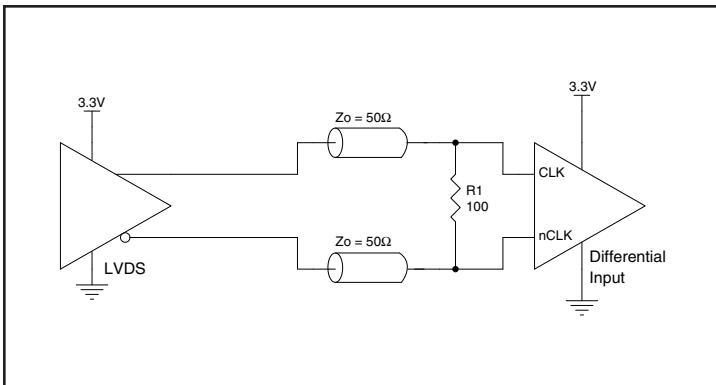 3.3V
3.3V
Zo = 50Ω
CLK
R1
100
Zo = 50Ω
nCLK
LVDS
Differential
Input